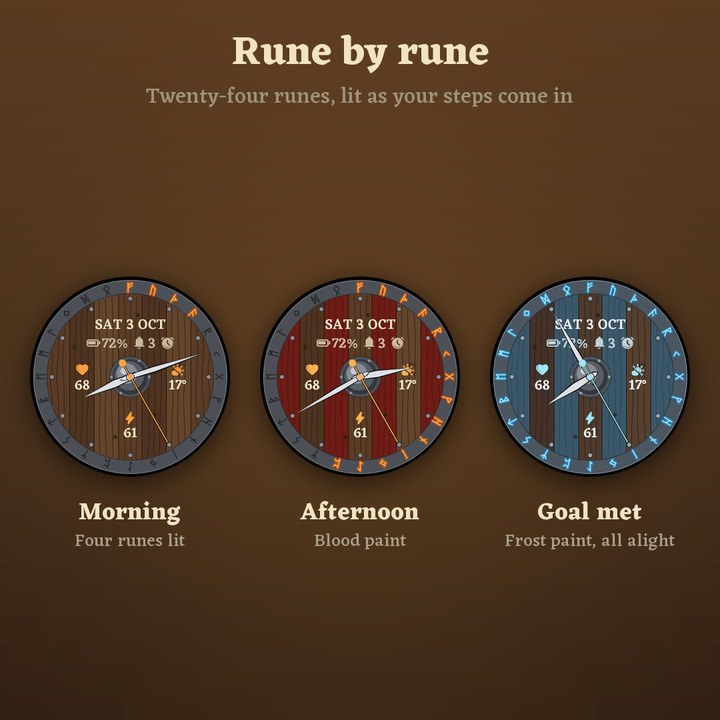 Rune by rune
Twenty-four runes, lit as your steps come in
SAT 3 OCT
72% 3
68 17°
61
SAT 3 OCT
72% 3
68 17°
61
SAT 3 OCT
72% 3
68 17°
61
Morning
Four runes lit
Afternoon
Blood paint
Goal met
Frost paint, all alight